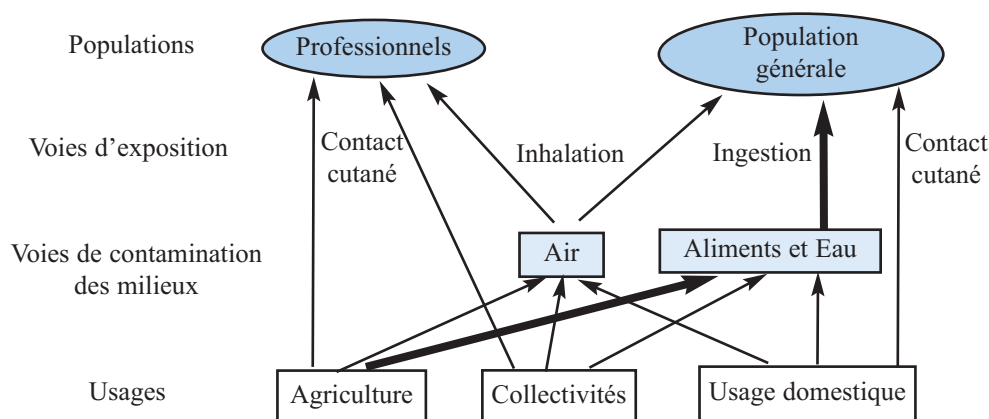 Populations
Professionnels
Population
générale
Voies d'exposition
Contact
cutané
Inhalation
Ingestion
Contact
cutané
Voies de contamination
des milieux
Air
Aliments et Eau
Usages
Agriculture
Collectivités
Usage domestique